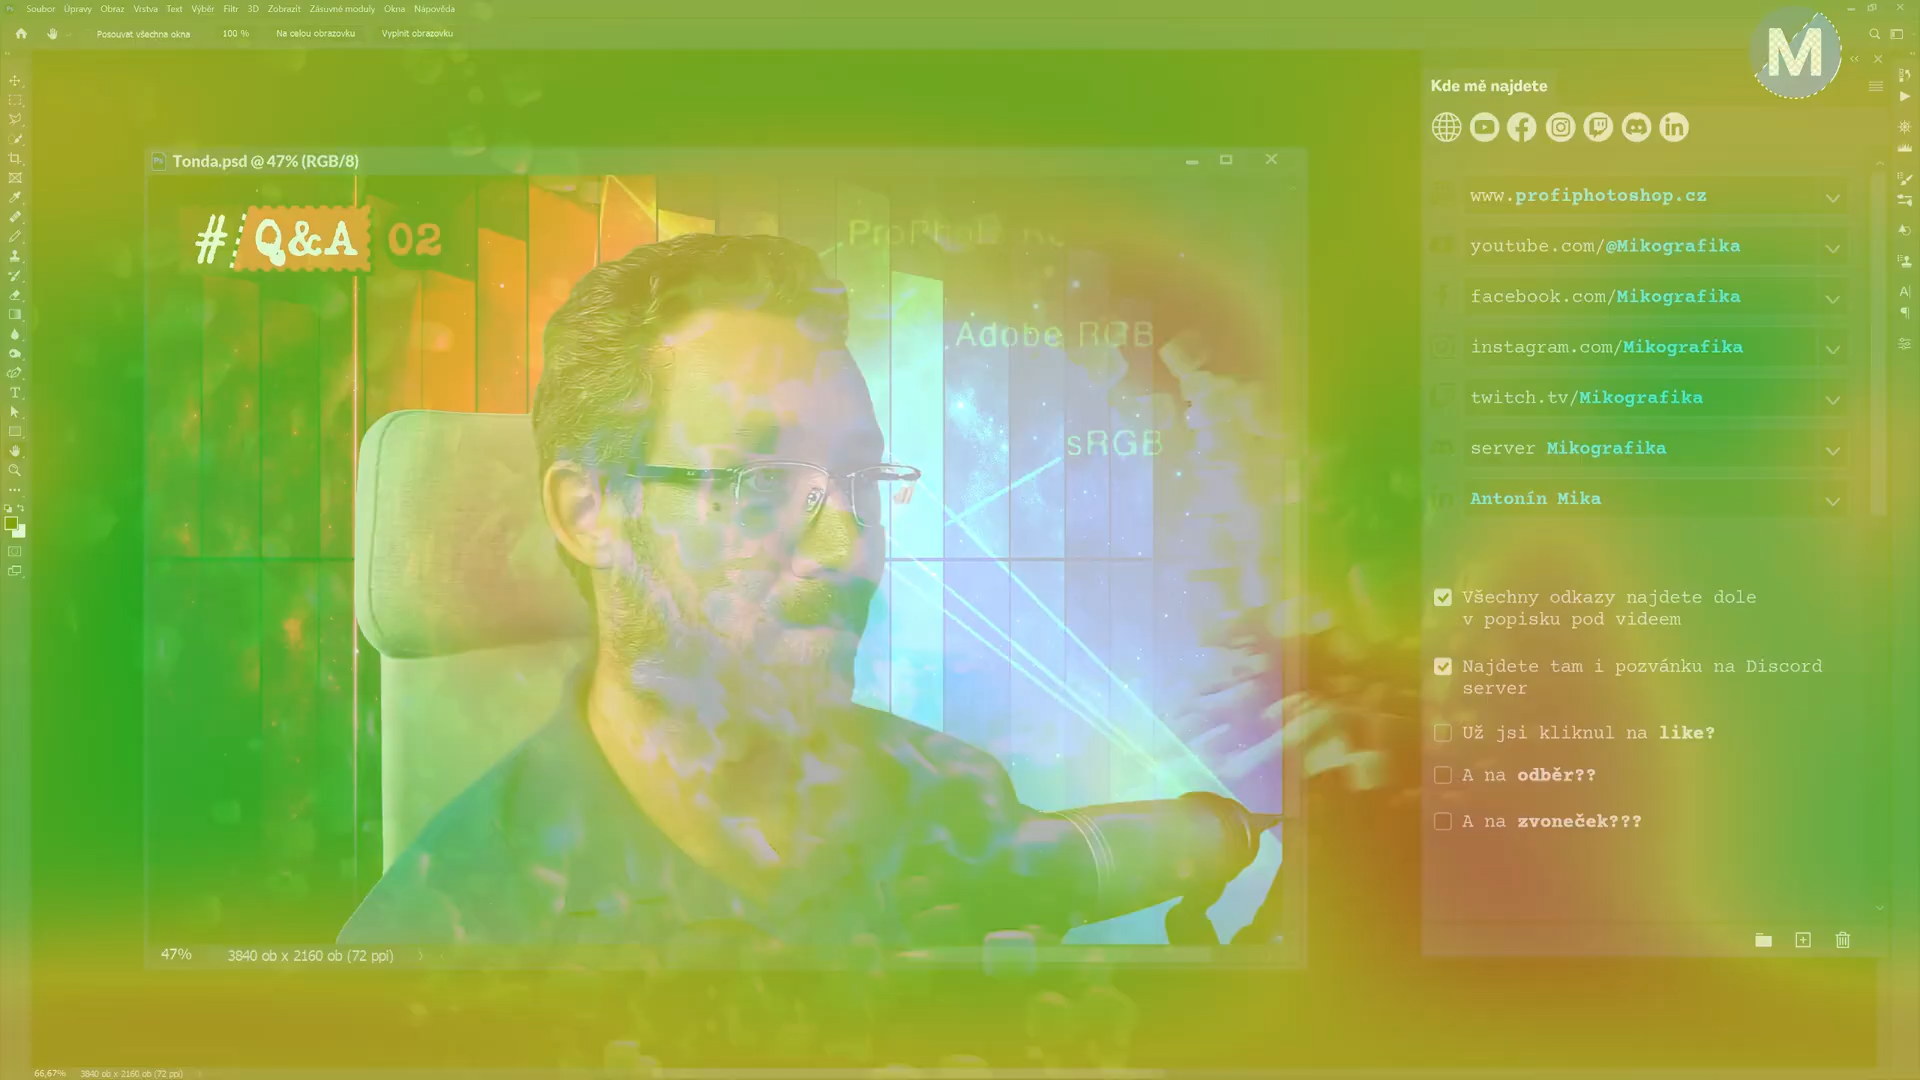 Soubor Úpravy Obraz Vrstva Text Výběr Filtr 3D Zobrazit Zásuvné moduly Okna Nápověda
Posouvat všechna okna 100 % Na celou obrazovku Vyplnit obrazovku
M
Kde mě najdete
Tonda.psd @ 47% (RGB/8)
# Q&A 02
Adobe RGB
sRGB
www.profiphotoshop.cz
youtube.com/@Mikografika
facebook.com/Mikografika
instagram.com/Mikografika
twitch.tv/Mikografika
server Mikografika
Antonín Mika
Všechny odkazy najdete dole
v popisku pod videem
Najdete tam i pozvánku na Discord
server
Už jsi kliknul na like?
A na odběr??
A na zvoneček???
47% 3840 ob x 2160 ob (72 ppi)
66,67% 3840 ob x 2160 ob (72 ppi)